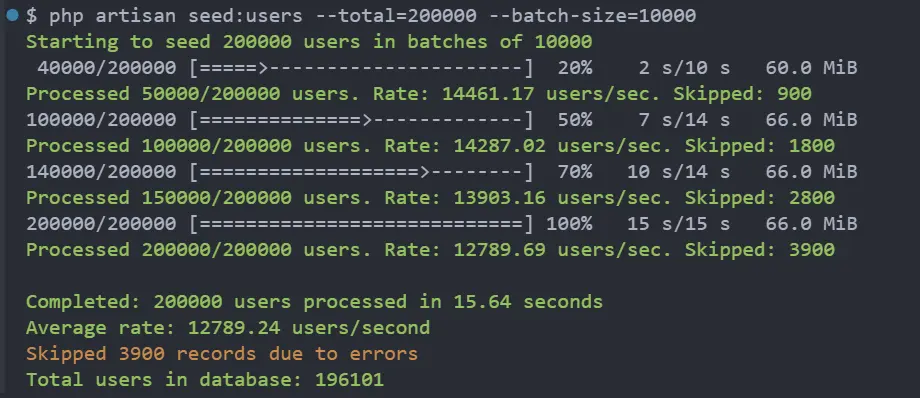 $ php artisan seed:users --total=200000 --batch-size=10000
Starting to seed 200000 users in batches of 10000
40000/200000 [=====>----------------------]  20%    2 s/10 s   60.0 MiB
Processed 50000/200000 users. Rate: 14461.17 users/sec. Skipped: 900
100000/200000 [==============>-------------]  50%    7 s/14 s   66.0 MiB
Processed 100000/200000 users. Rate: 14287.02 users/sec. Skipped: 1800
140000/200000 [===================>--------]  70%   10 s/14 s   66.0 MiB
Processed 150000/200000 users. Rate: 13903.16 users/sec. Skipped: 2800
200000/200000 [============================] 100%   15 s/15 s   66.0 MiB
Processed 200000/200000 users. Rate: 12789.69 users/sec. Skipped: 3900
Completed: 200000 users processed in 15.64 seconds
Average rate: 12789.24 users/second
Skipped 3900 records due to errors
Total users in database: 196101